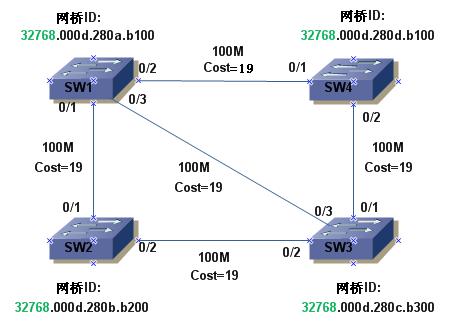 网桥ID:
32768.000d.280a.b100
网桥ID:
32768.000d.280d.b100
100M
Cost=19
0/2
0/1
SW1
SW4
0/1
0/3
0/2
100M
Cost=19
100M
Cost=19
100M
Cost=19
0/1
0/3
0/1
SW2
0/2
100M
Cost=19
0/2
SW3
网桥ID:
32768.000d.280b.b200
网桥ID:
32768.000d.280c.b300